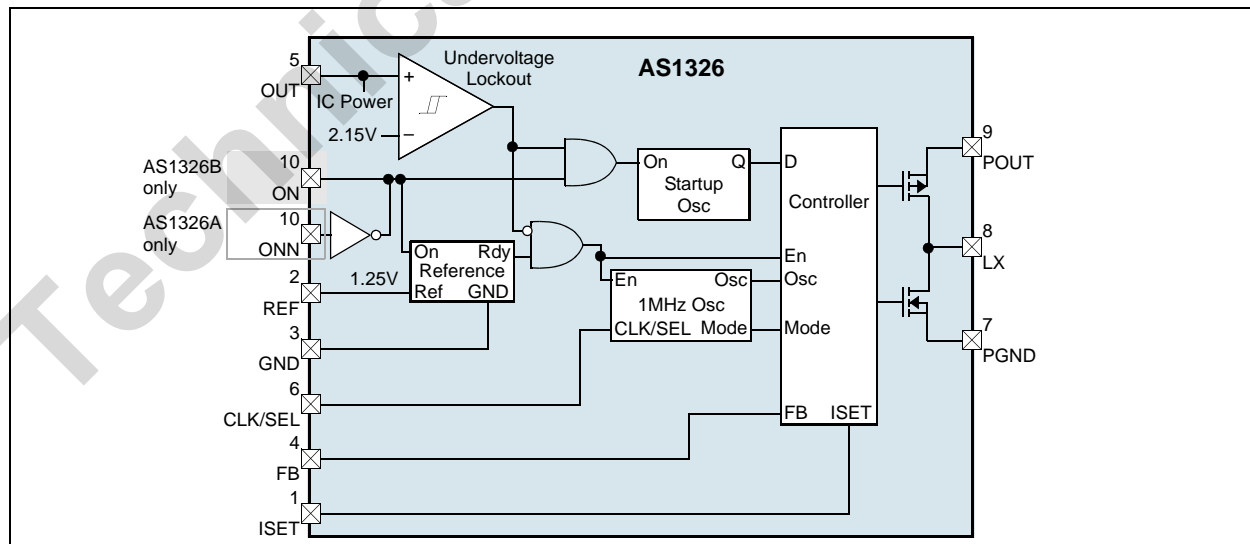 Technic
AS1326
Undervoltage
Lockout
5
OUT
IC Power
+
2.15V
–
AS1326B
only
10
ON
AS1326A
only
10
ONN
On Rdy
Reference
Ref GND
1.25V
2
REF
3
GND
6
CLK/SEL
4
FB
1
ISET
On Q
Startup
Osc
En Osc
1MHz Osc
CLK/SEL Mode
D
Controller
En
Osc
Mode
FB ISET
9
POUT
8
LX
7
PGND